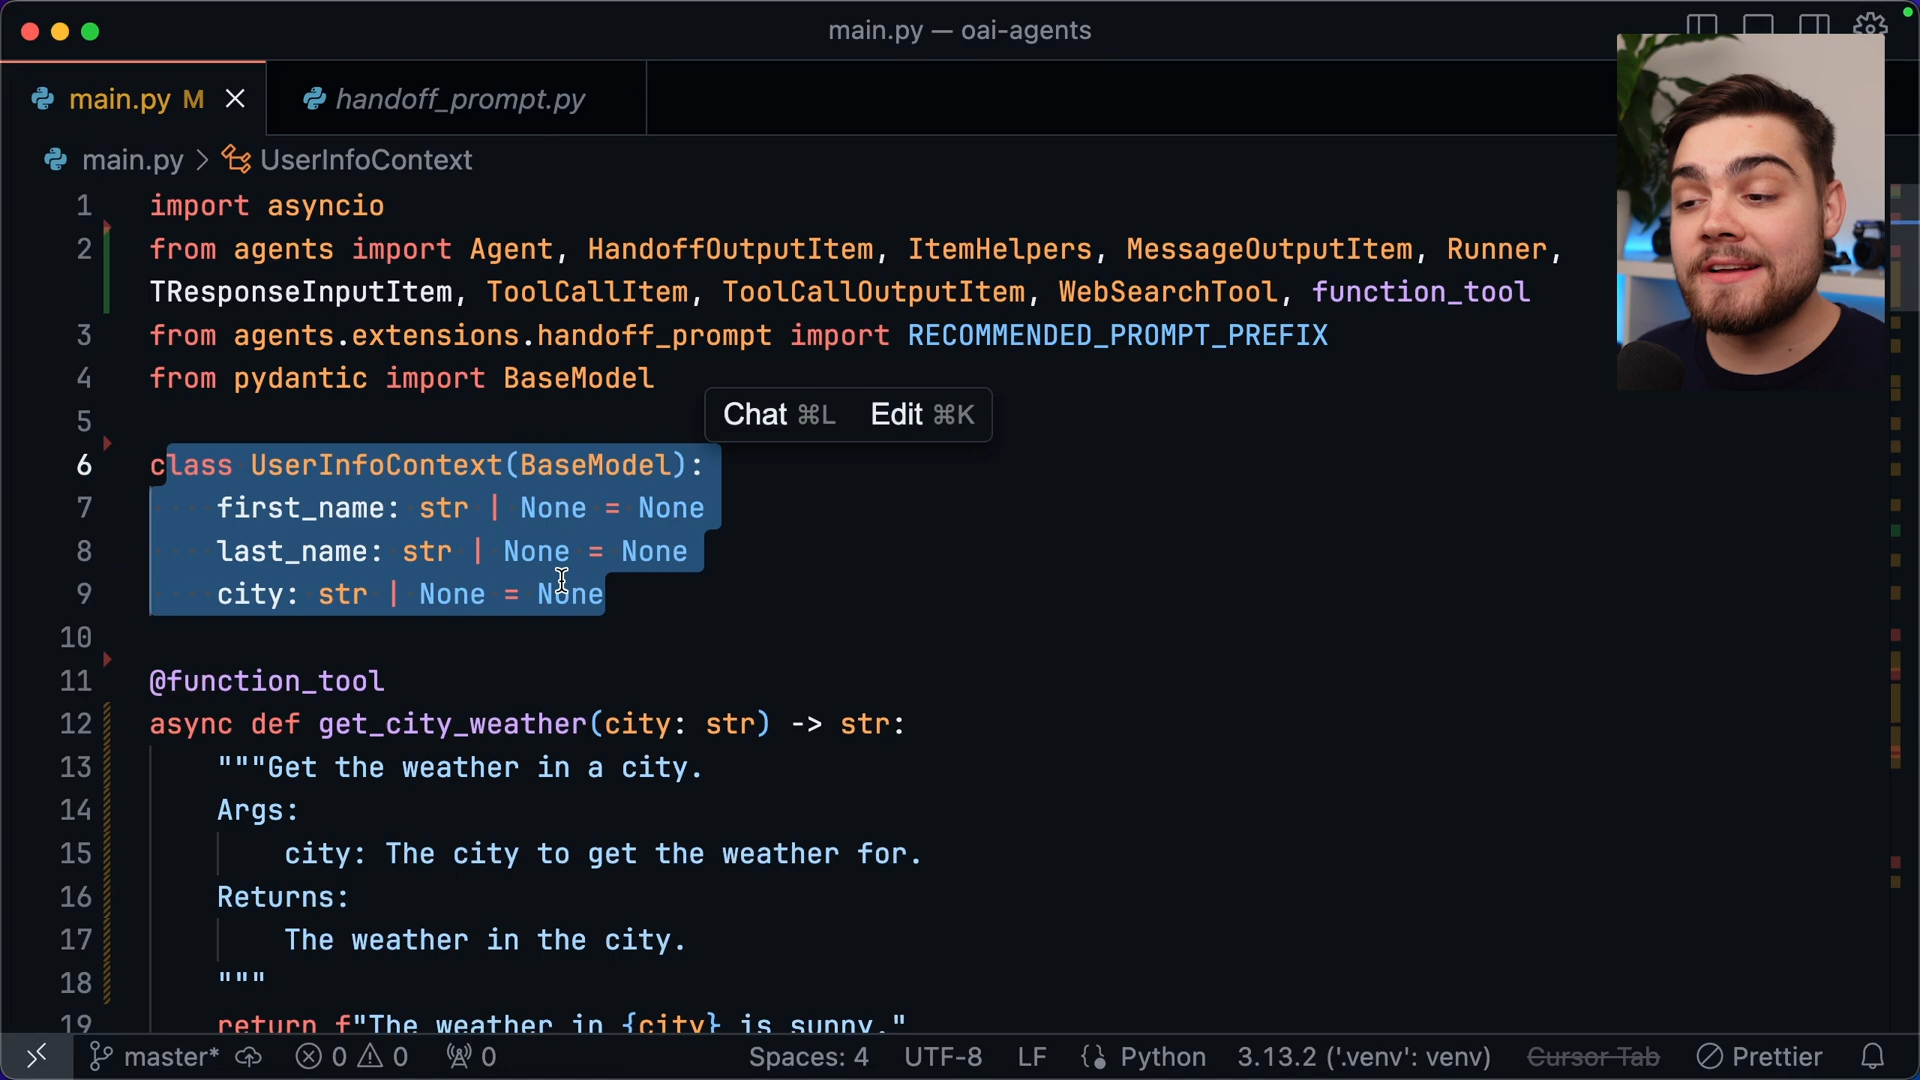 main.py — oai-agents
main.py M
handoff_prompt.py
main.py > UserInfoContext
1 import asyncio
2 from agents import Agent, HandoffOutputItem, ItemHelpers, MessageOutputItem, Runner,
TResponseInputItem, ToolCallItem, ToolCallOutputItem, WebSearchTool, function_tool
3 from agents.extensions.handoff_prompt import RECOMMENDED_PROMPT_PREFIX
4 from pydantic import BaseModel
Chat ⌘L Edit ⌘K
5
6 class UserInfoContext(BaseModel):
7 first_name: str | None = None
8 last_name: str | None = None
9 city: str | None = None
10
11 @function_tool
12 async def get_city_weather(city: str) -> str:
13 """Get the weather in a city.
14 Args:
15 city: The city to get the weather for.
16 Returns:
17 The weather in the city.
18 """
19 return f"The weather in {city} is sunny."
master* 0 0 0 Spaces: 4 UTF-8 LF Python 3.13.2 ('.venv': venv) Cursor Tab Prettier